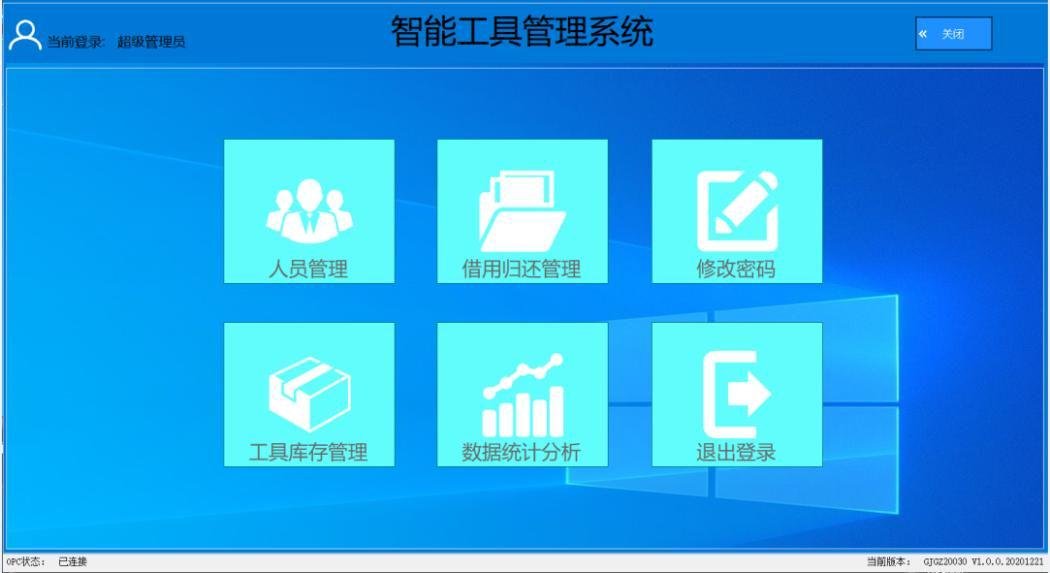 智能工具管理系统
当前登录: 超级管理员
« 关闭
人员管理
借用归还管理
修改密码
工具库存管理
数据统计分析
退出登录
OPC状态: 已连接
当前版本: GJGZ20030 V1.0.0.20201221